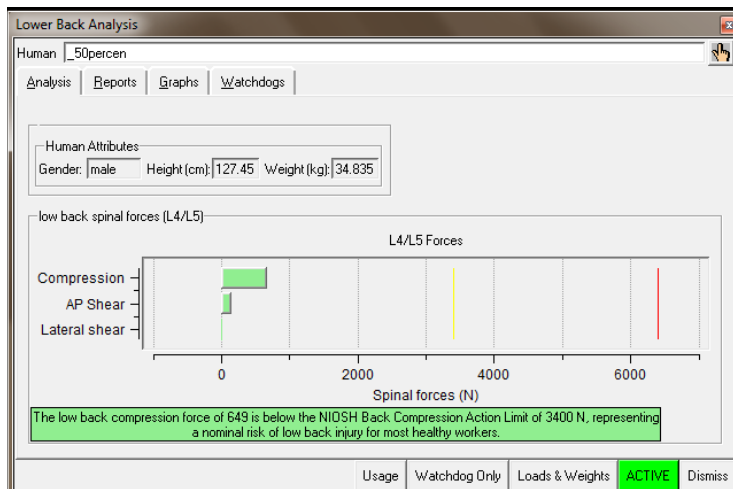 Lower Back Analysis
Human _50percen
Analysis Reports Graphs Watchdogs
Human Attributes
Gender: male Height (cm): 127.45 Weight (kg): 34.835
low back spinal forces (L4/L5)
L4/L5 Forces
Compression
AP Shear
Lateral shear
0 2000 4000 6000
Spinal forces (N)
The low back compression force of 649 is below the NIOSH Back Compression Action Limit of 3400 N, representing
a nominal risk of low back injury for most healthy workers.
Usage Watchdog Only Loads & Weights ACTIVE Dismiss